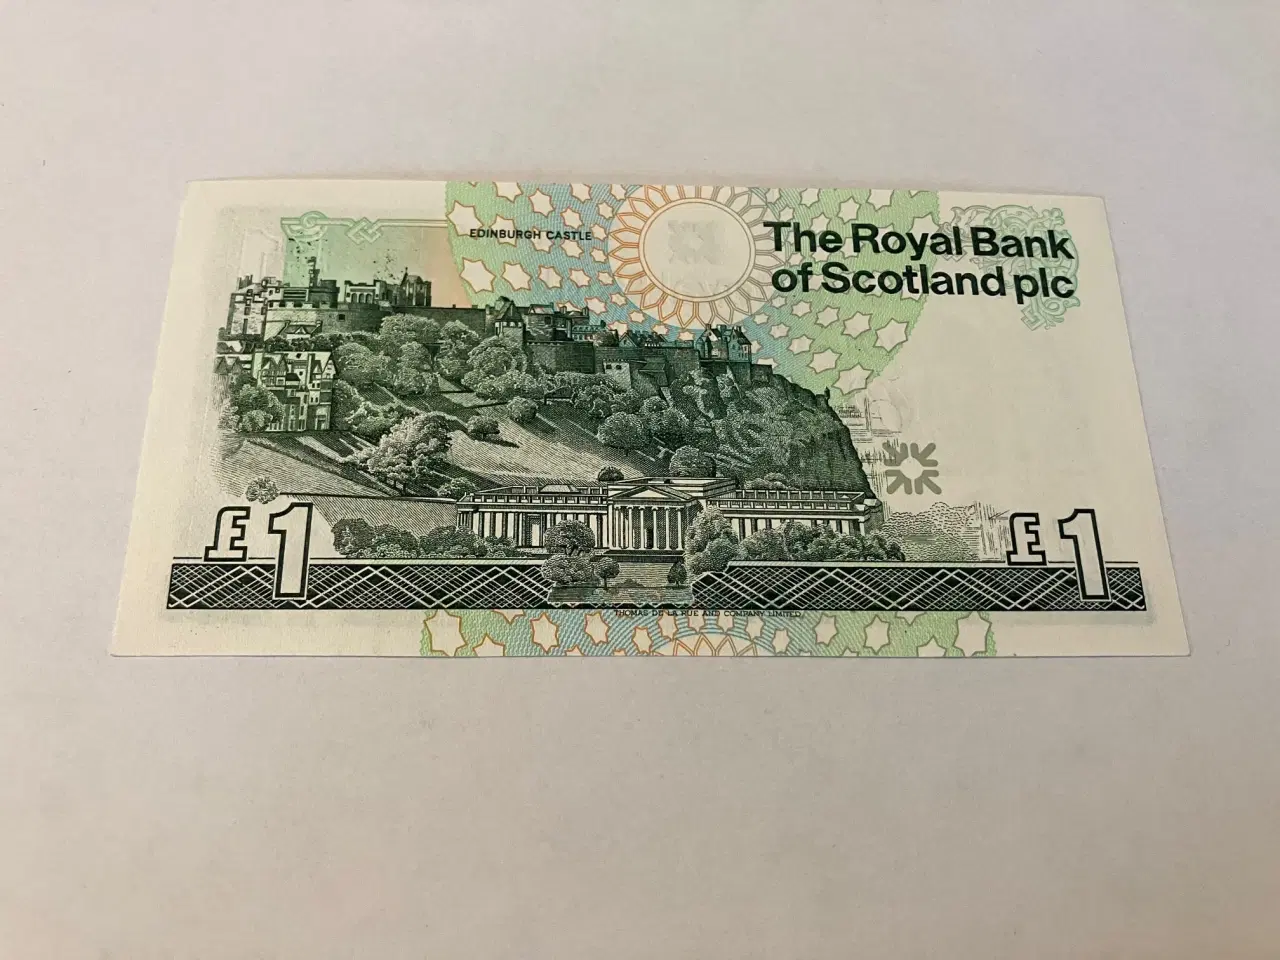 EDINBURGH CASTLE
The Royal Bank
of Scotland plc
£1
£1
THOMAS DE LA RUE AND COMPANY LIMITED